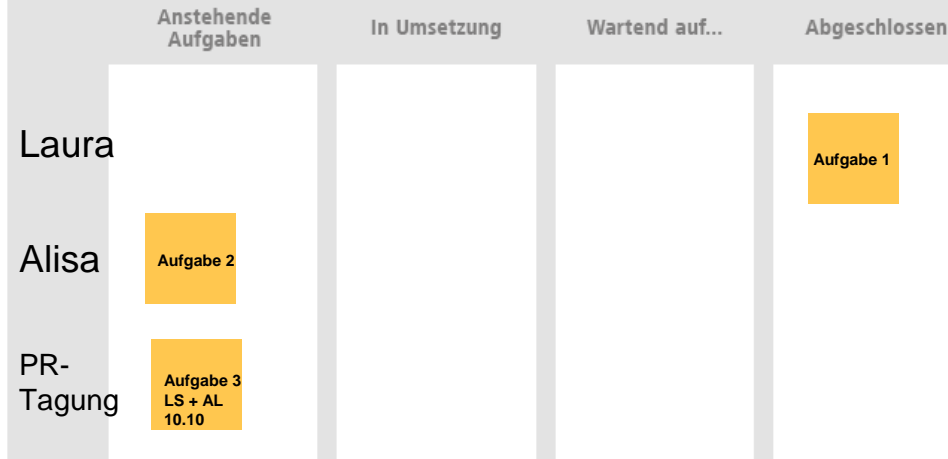 Anstehende
Aufgaben
In Umsetzung
Wartend auf...
Abgeschlossen
Laura
Aufgabe 1
Alisa
Aufgabe 2
PR-
Tagung
Aufgabe 3
LS + AL
10.10